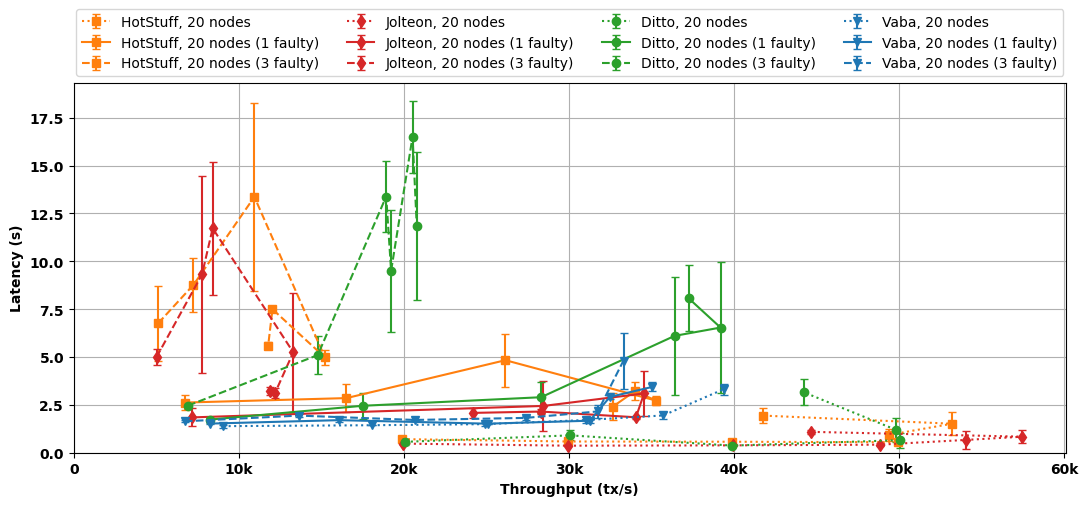 HotStuff, 20 nodes
HotStuff, 20 nodes (1 faulty)
HotStuff, 20 nodes (3 faulty)
Jolteon, 20 nodes
Jolteon, 20 nodes (1 faulty)
Jolteon, 20 nodes (3 faulty)
Ditto, 20 nodes
Ditto, 20 nodes (1 faulty)
Ditto, 20 nodes (3 faulty)
Vaba, 20 nodes
Vaba, 20 nodes (1 faulty)
Vaba, 20 nodes (3 faulty)
Latency (s)
17.5
15.0
12.5
10.0
7.5
5.0
2.5
0.0
0 10k 20k 30k 40k 50k 60k
Throughput (tx/s)